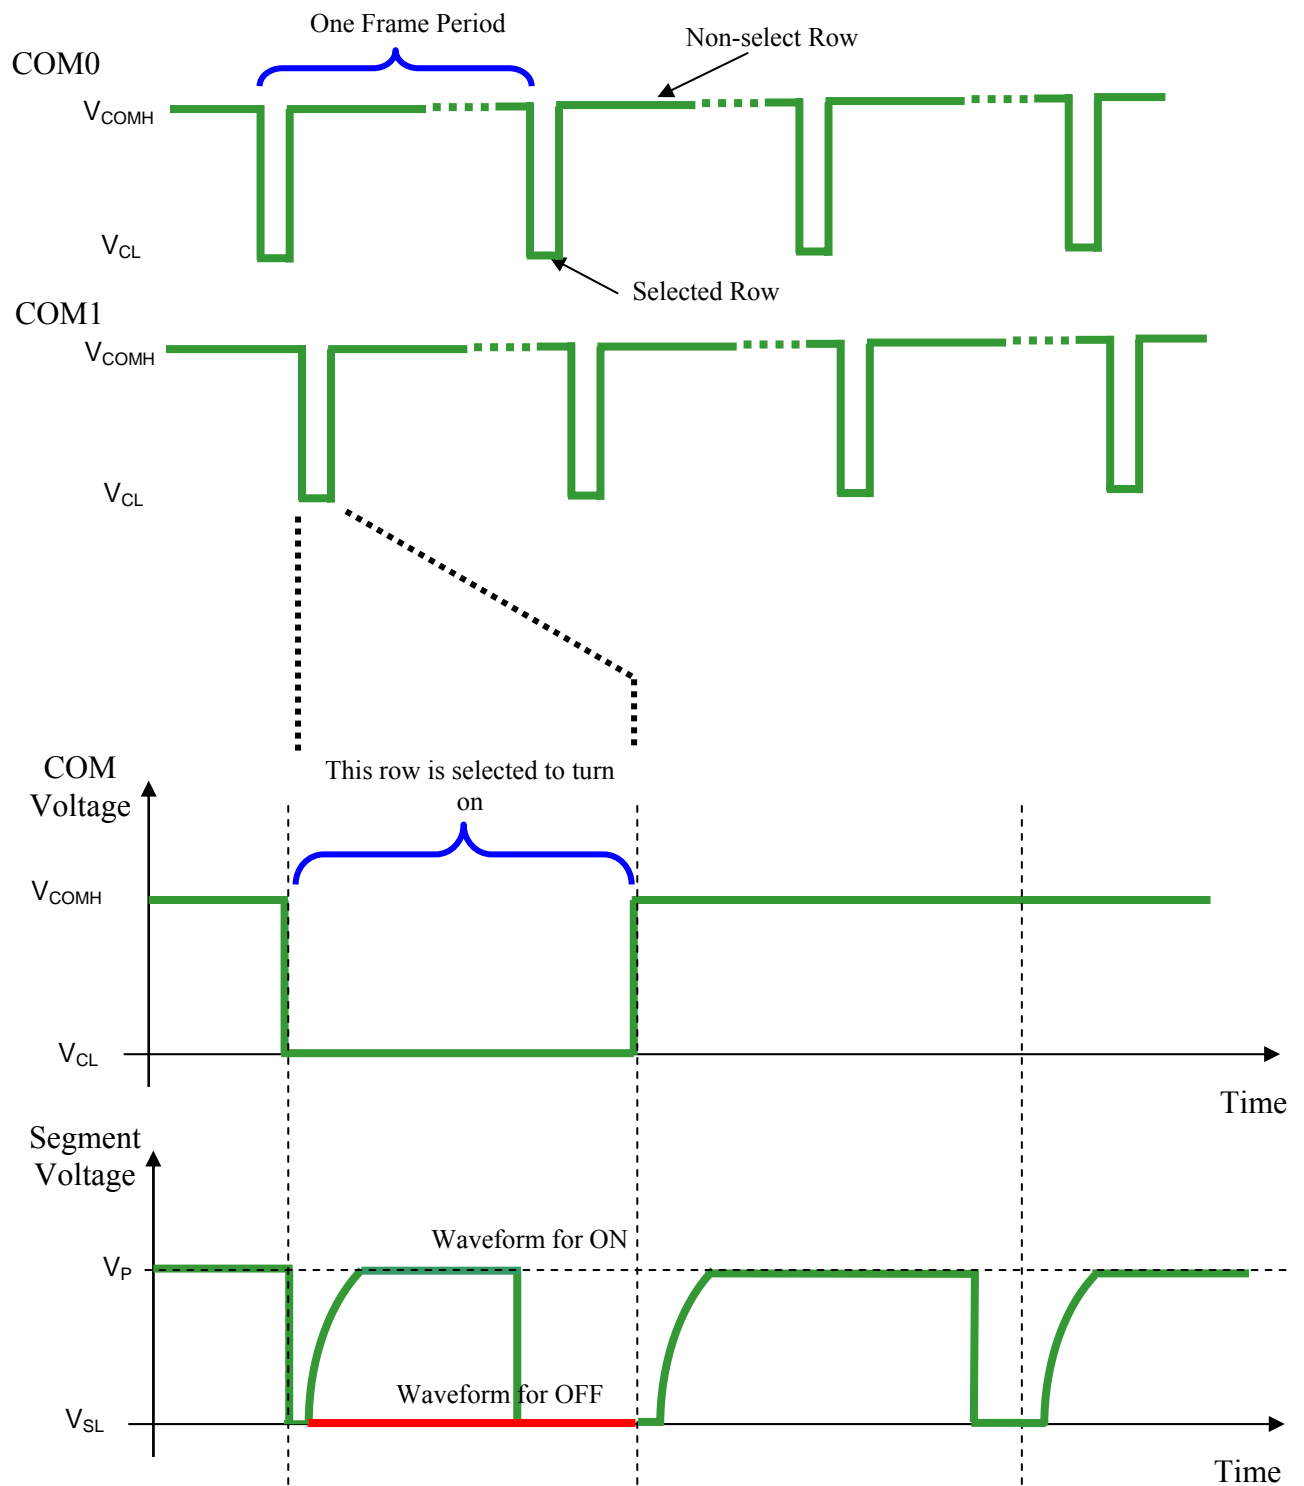 One Frame Period
Non-select Row
COM0
VCOMH
VCL
Selected Row
COM1
VCOMH
VCL
COM
Voltage
This row is selected to turn
on
VCOMH
VCL
Time
Segment
Voltage
Waveform for ON
VP
Waveform for OFF
VSL
Time